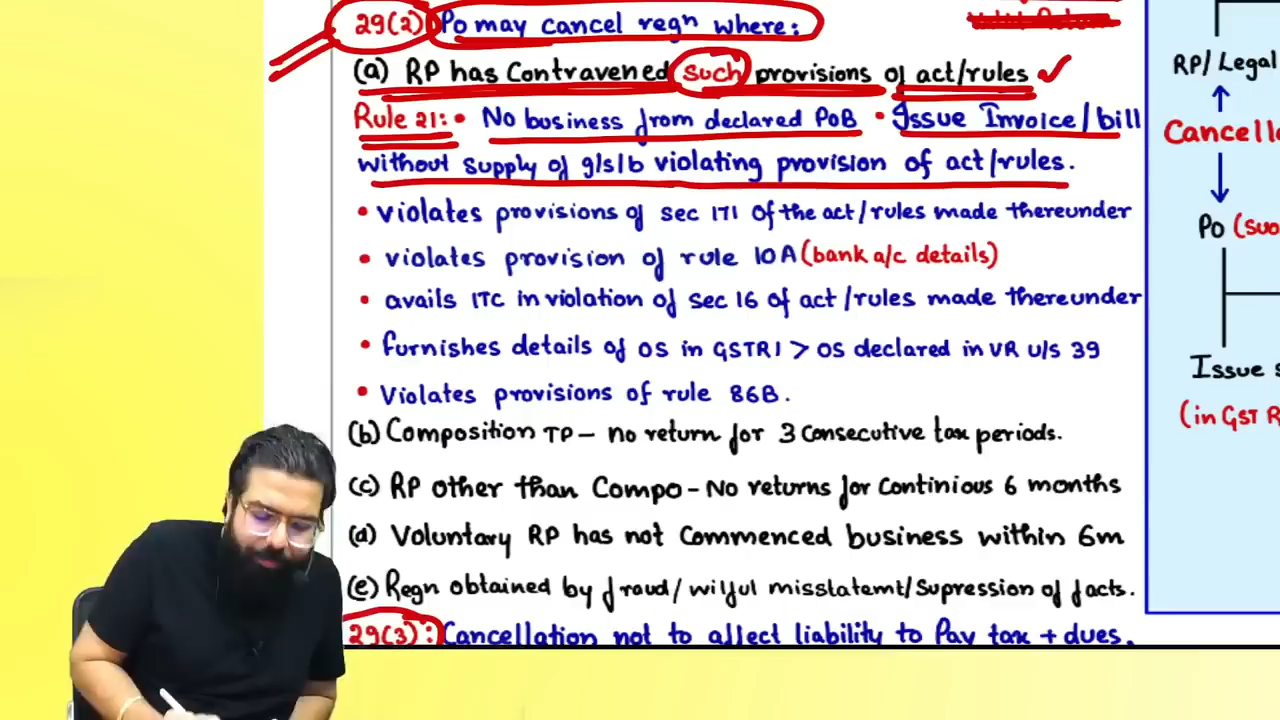 29(2) Po may cancel regn where:
(a) RP has Contravened such provisions of act/rules ✓
Rule 21: • No business from declared PoB • Issue Invoice/bill
without supply of g/s/b violating provision of act/rules.
• violates provisions of sec 171 of the act/rules made thereunder
• violates provision of rule 10A (bank a/c details)
• avails ITC in violation of sec 16 of act/rules made thereunder
• furnishes details of OS in GSTR1 > OS declared in VR u/s 39
• Violates provisions of rule 86B.
(b) Composition TP – No return for 3 Consecutive tax periods.
(c) RP other than Compo – No returns for Continious 6 months
(d) Voluntary RP has not Commenced business within 6m
(e) Regn obtained by fraud/wilful misslatemt/Supression of facts.
29(3): Cancellation not to affect liability to Pay tax + dues.
RP/Legal
Cancella
Po (suo
Issue s
(in GST R